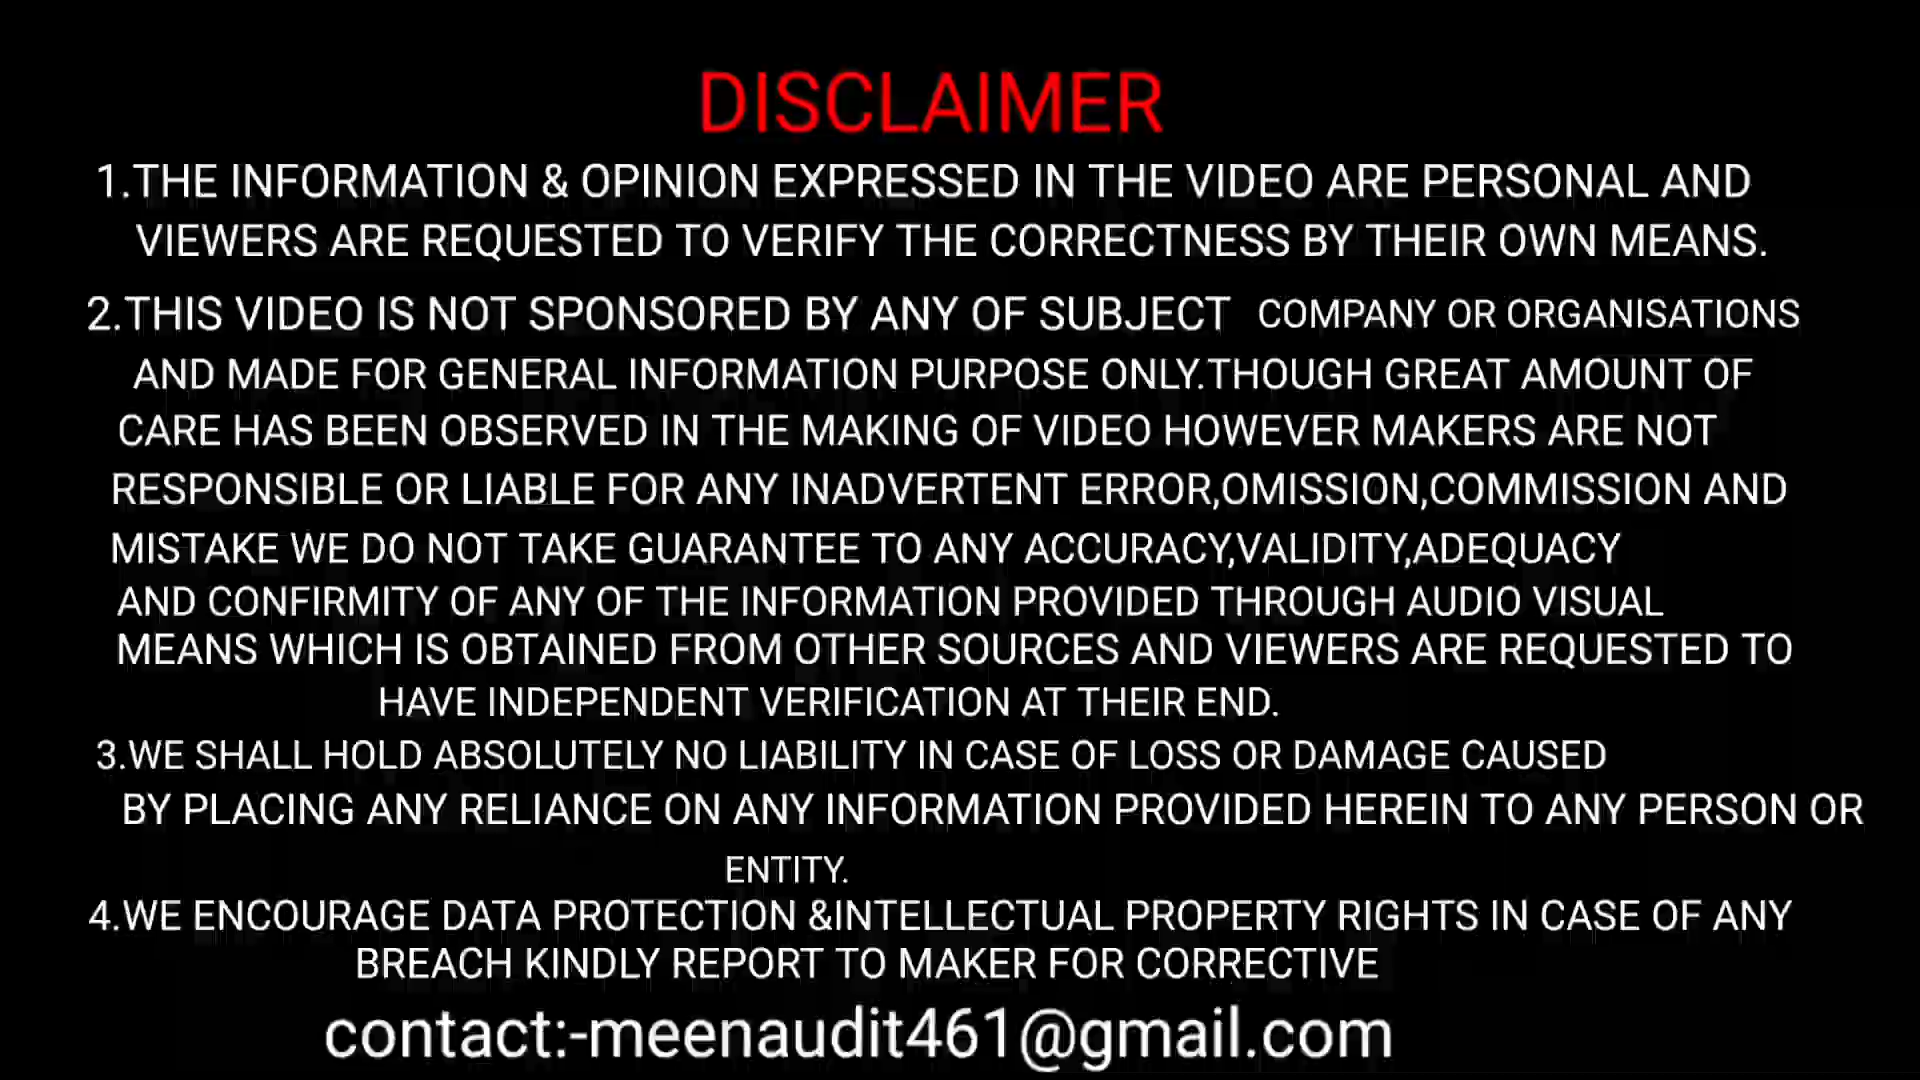 DISCLAIMER
1.THE INFORMATION & OPINION EXPRESSED IN THE VIDEO ARE PERSONAL AND
VIEWERS ARE REQUESTED TO VERIFY THE CORRECTNESS BY THEIR OWN MEANS.
2.THIS VIDEO IS NOT SPONSORED BY ANY OF SUBJECT COMPANY OR ORGANISATIONS
AND MADE FOR GENERAL INFORMATION PURPOSE ONLY.THOUGH GREAT AMOUNT OF
CARE HAS BEEN OBSERVED IN THE MAKING OF VIDEO HOWEVER MAKERS ARE NOT
RESPONSIBLE OR LIABLE FOR ANY INADVERTENT ERROR,OMISSION,COMMISSION AND
MISTAKE WE DO NOT TAKE GUARANTEE TO ANY ACCURACY,VALIDITY,ADEQUACY
AND CONFIRMITY OF ANY OF THE INFORMATION PROVIDED THROUGH AUDIO VISUAL
MEANS WHICH IS OBTAINED FROM OTHER SOURCES AND VIEWERS ARE REQUESTED TO
HAVE INDEPENDENT VERIFICATION AT THEIR END.
3.WE SHALL HOLD ABSOLUTELY NO LIABILITY IN CASE OF LOSS OR DAMAGE CAUSED
BY PLACING ANY RELIANCE ON ANY INFORMATION PROVIDED HEREIN TO ANY PERSON OR
ENTITY.
4.WE ENCOURAGE DATA PROTECTION &INTELLECTUAL PROPERTY RIGHTS IN CASE OF ANY
BREACH KINDLY REPORT TO MAKER FOR CORRECTIVE
contact:-meenaudit461@gmail.com